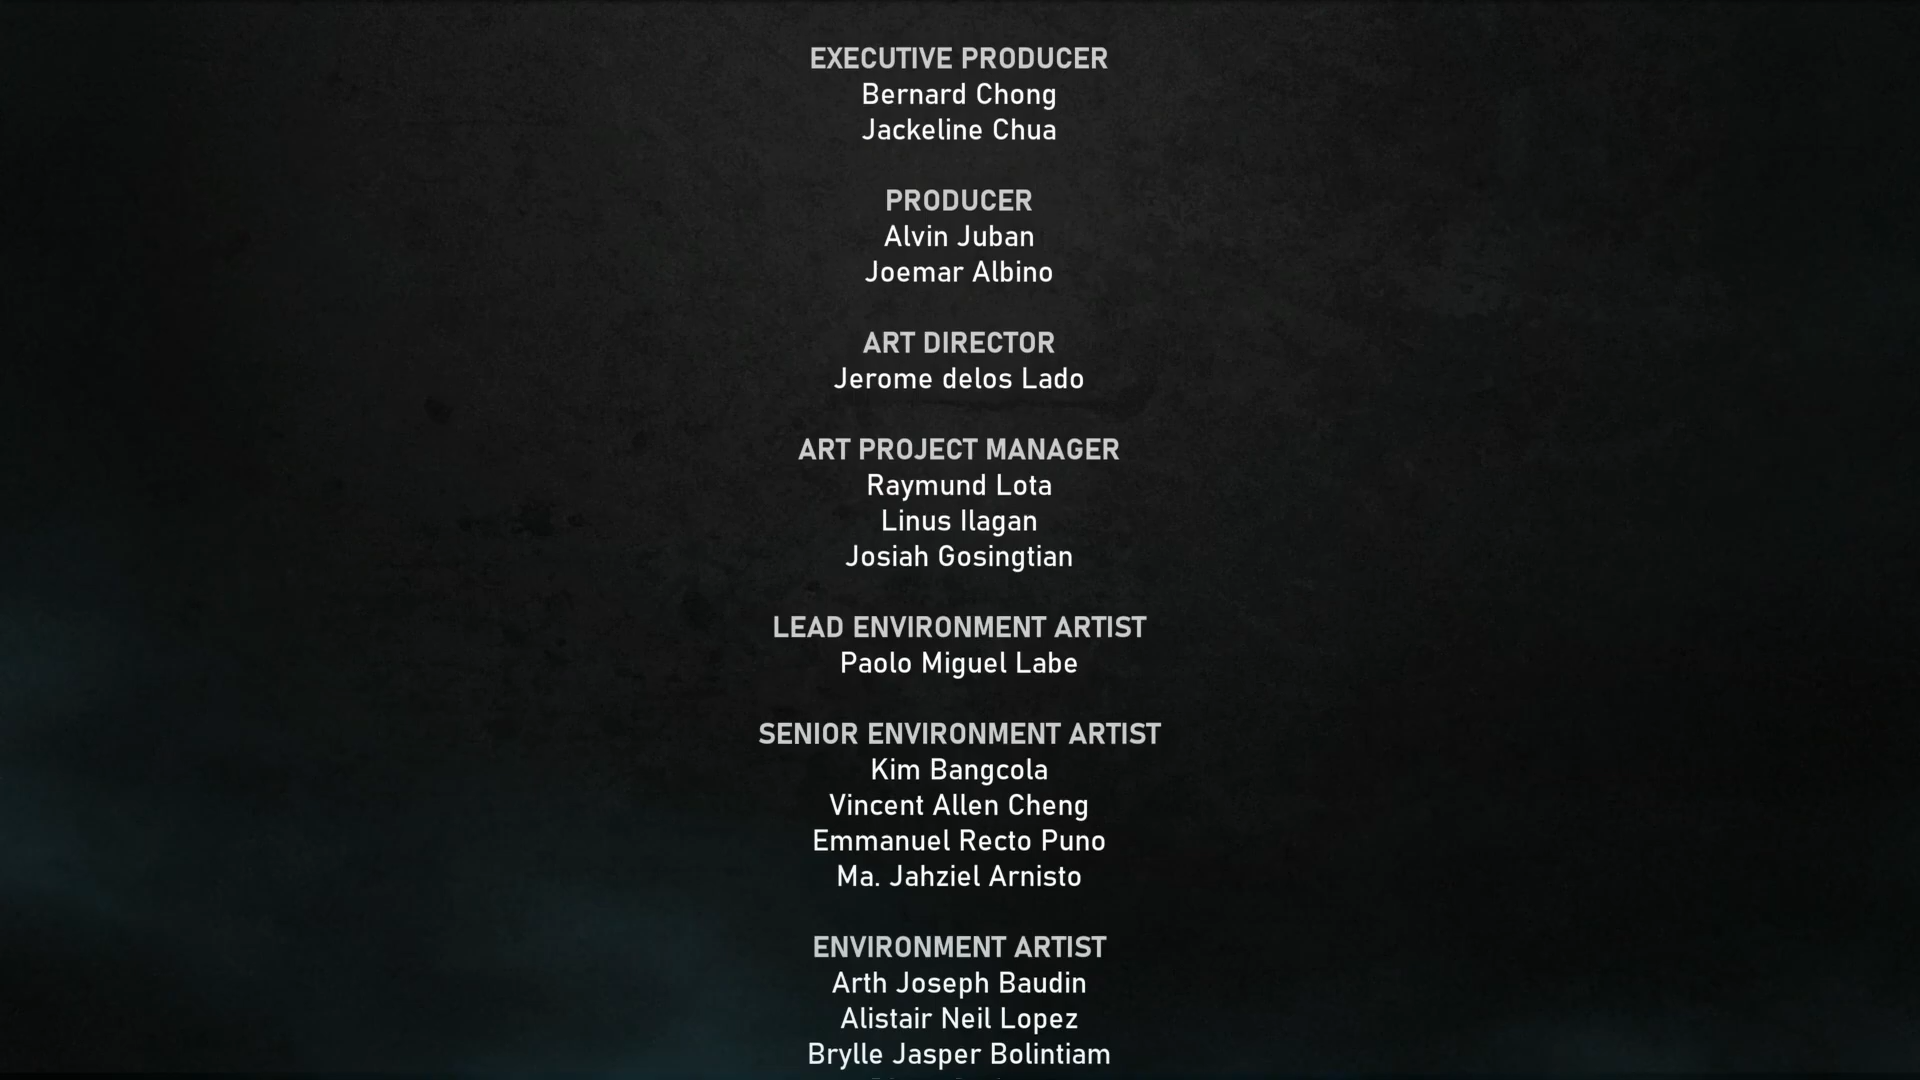 EXECUTIVE PRODUCER
Bernard Chong
Jackeline Chua
PRODUCER
Alvin Juban
Joemar Albino
ART DIRECTOR
Jerome delos Lado
ART PROJECT MANAGER
Raymund Lota
Linus Ilagan
Josiah Gosingtian
LEAD ENVIRONMENT ARTIST
Paolo Miguel Labe
SENIOR ENVIRONMENT ARTIST
Kim Bangcola
Vincent Allen Cheng
Emmanuel Recto Puno
Ma. Jahziel Arnisto
ENVIRONMENT ARTIST
Arth Joseph Baudin
Alistair Neil Lopez
Brylle Jasper Bolintiam